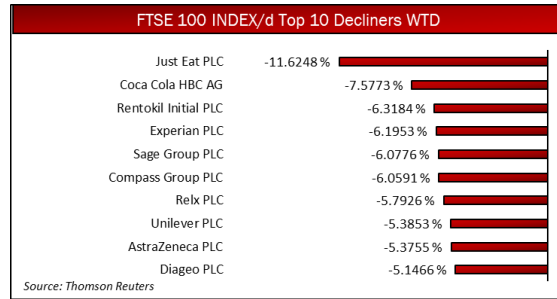 FTSE 100 INDEX/d Top 10 Decliners WTD
Just Eat PLC -11.6248 %
Coca Cola HBC AG -7.5773 %
Rentokil Initial PLC -6.3184 %
Experian PLC -6.1953 %
Sage Group PLC -6.0776 %
Compass Group PLC -6.0591 %
Relx PLC -5.7926 %
Unilever PLC -5.3853 %
AstraZeneca PLC -5.3755 %
Diageo PLC -5.1466 %
Source: Thomson Reuters